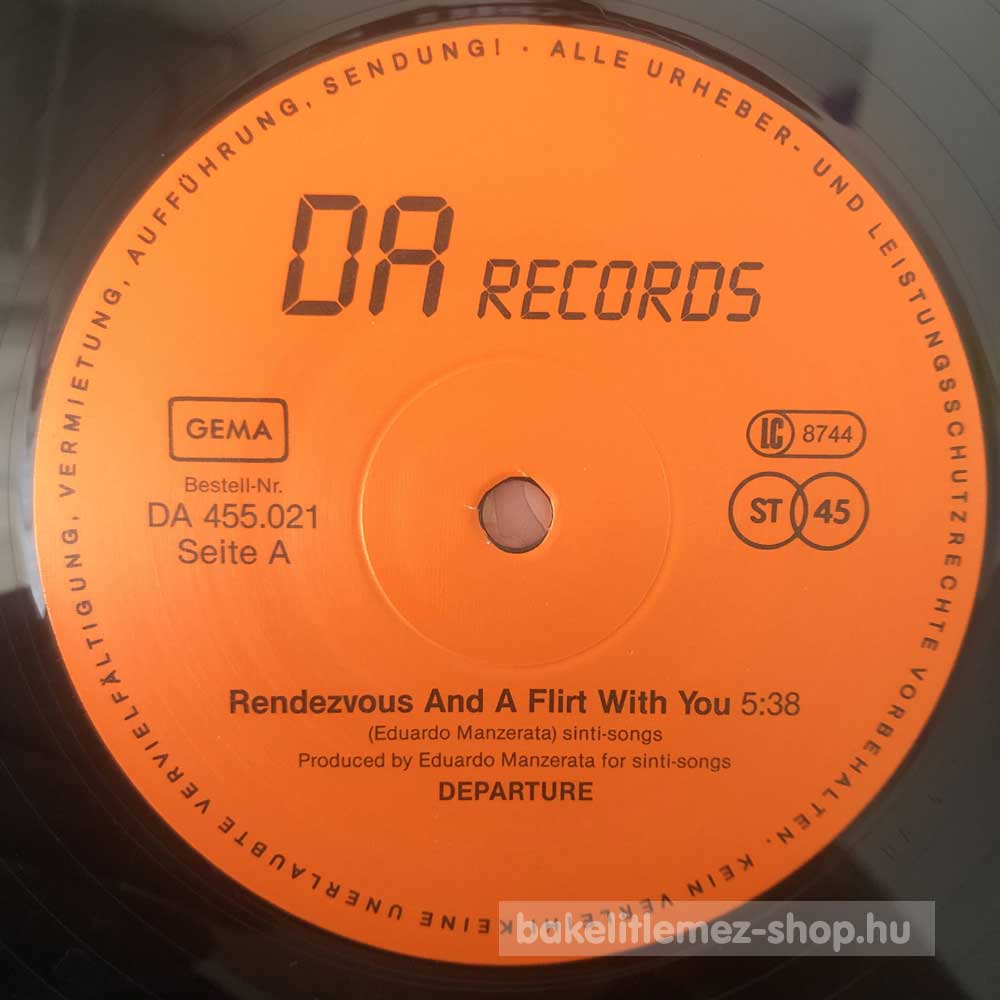 ALLE URHEBER- UND LEISTUNGSSCHUTZRECHTE VORBEHALTEN. KEIN VERLEIH! KEINE UNERLAUBTE VERVIELFÄLTIGUNG, VERMIETUNG, AUFFÜHRUNG, SENDUNG! ·
DA RECORDS
GEMA
LC 8744
Bestell-Nr.
DA 455.021
Seite A
ST 45
Rendezvous And A Flirt With You 5:38
(Eduardo Manzerata) sinti-songs
Produced by Eduardo Manzerata for sinti-songs
DEPARTURE
bakelitlemez-shop.hu